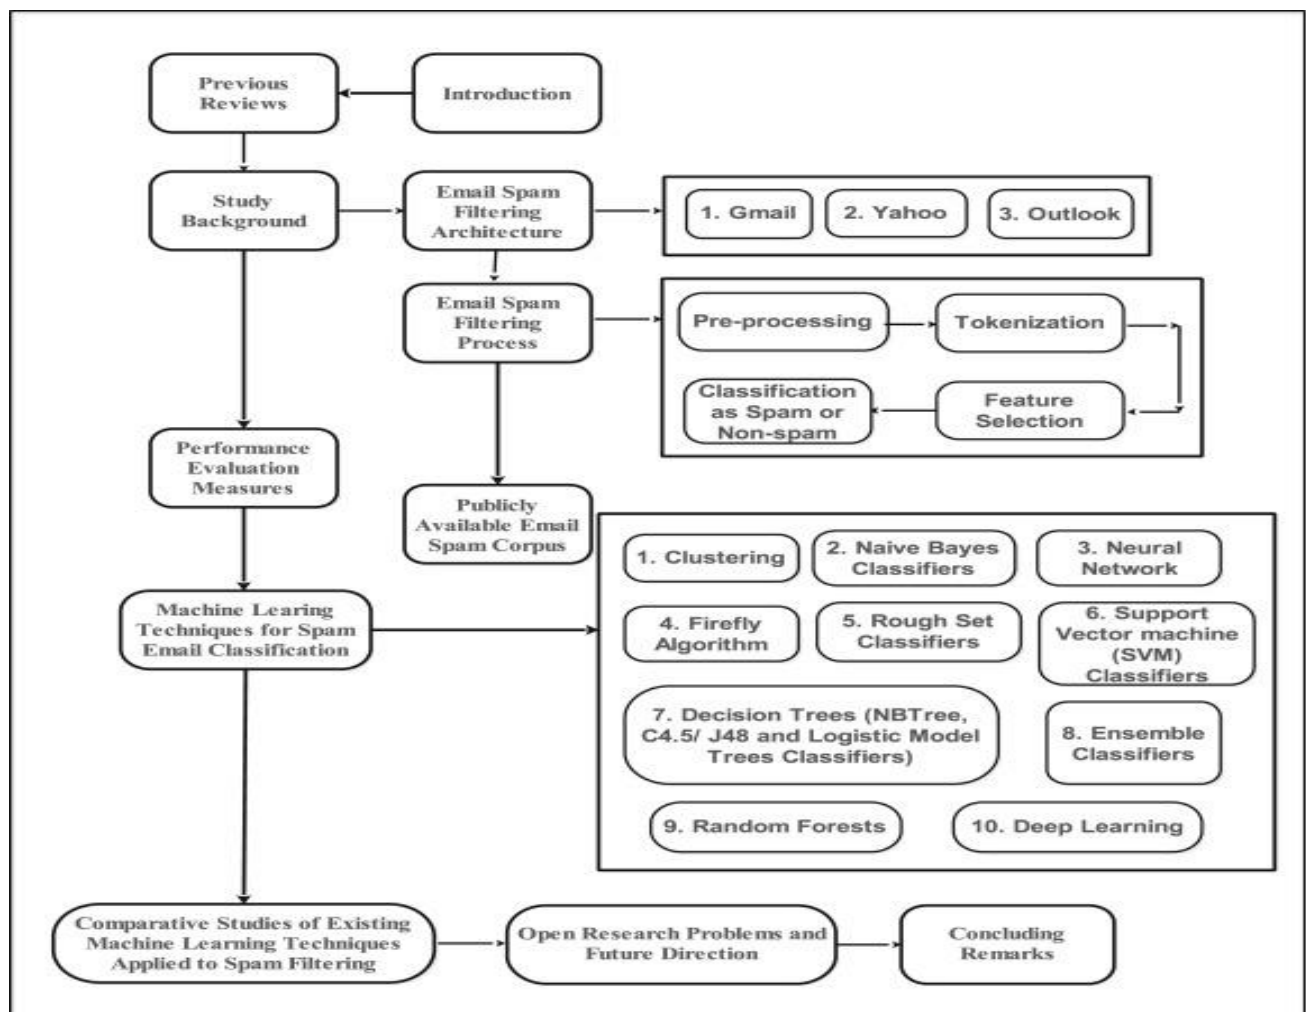 Previous
Reviews
Introduction
Study
Background
Email Spam
Filtering
Architecture
1. Gmail
2. Yahoo
3. Outlook
Email Spam
Filtering
Process
Pre-processing
Tokenization
Classification
as Spam or
Non-spam
Feature
Selection
Performance
Evaluation
Measures
Publicly
Available Email
Spam Corpus
1. Clustering
2. Naive Bayes
Classifiers
3. Neural
Network
Machine Learing
Techniques for Spam
Email Classification
4. Firefly
Algorithm
5. Rough Set
Classifiers
6. Support
Vector machine
(SVM)
Classifiers
7. Decision Trees (NBTree,
C4.5/ J48 and Logistic Model
Trees Classifiers)
8. Ensemble
Classifiers
9. Random Forests
10. Deep Learning
Comparative Studies of Existing
Machine Learning Techniques
Applied to Spam Filtering
Open Research Problems and
Future Direction
Concluding
Remarks